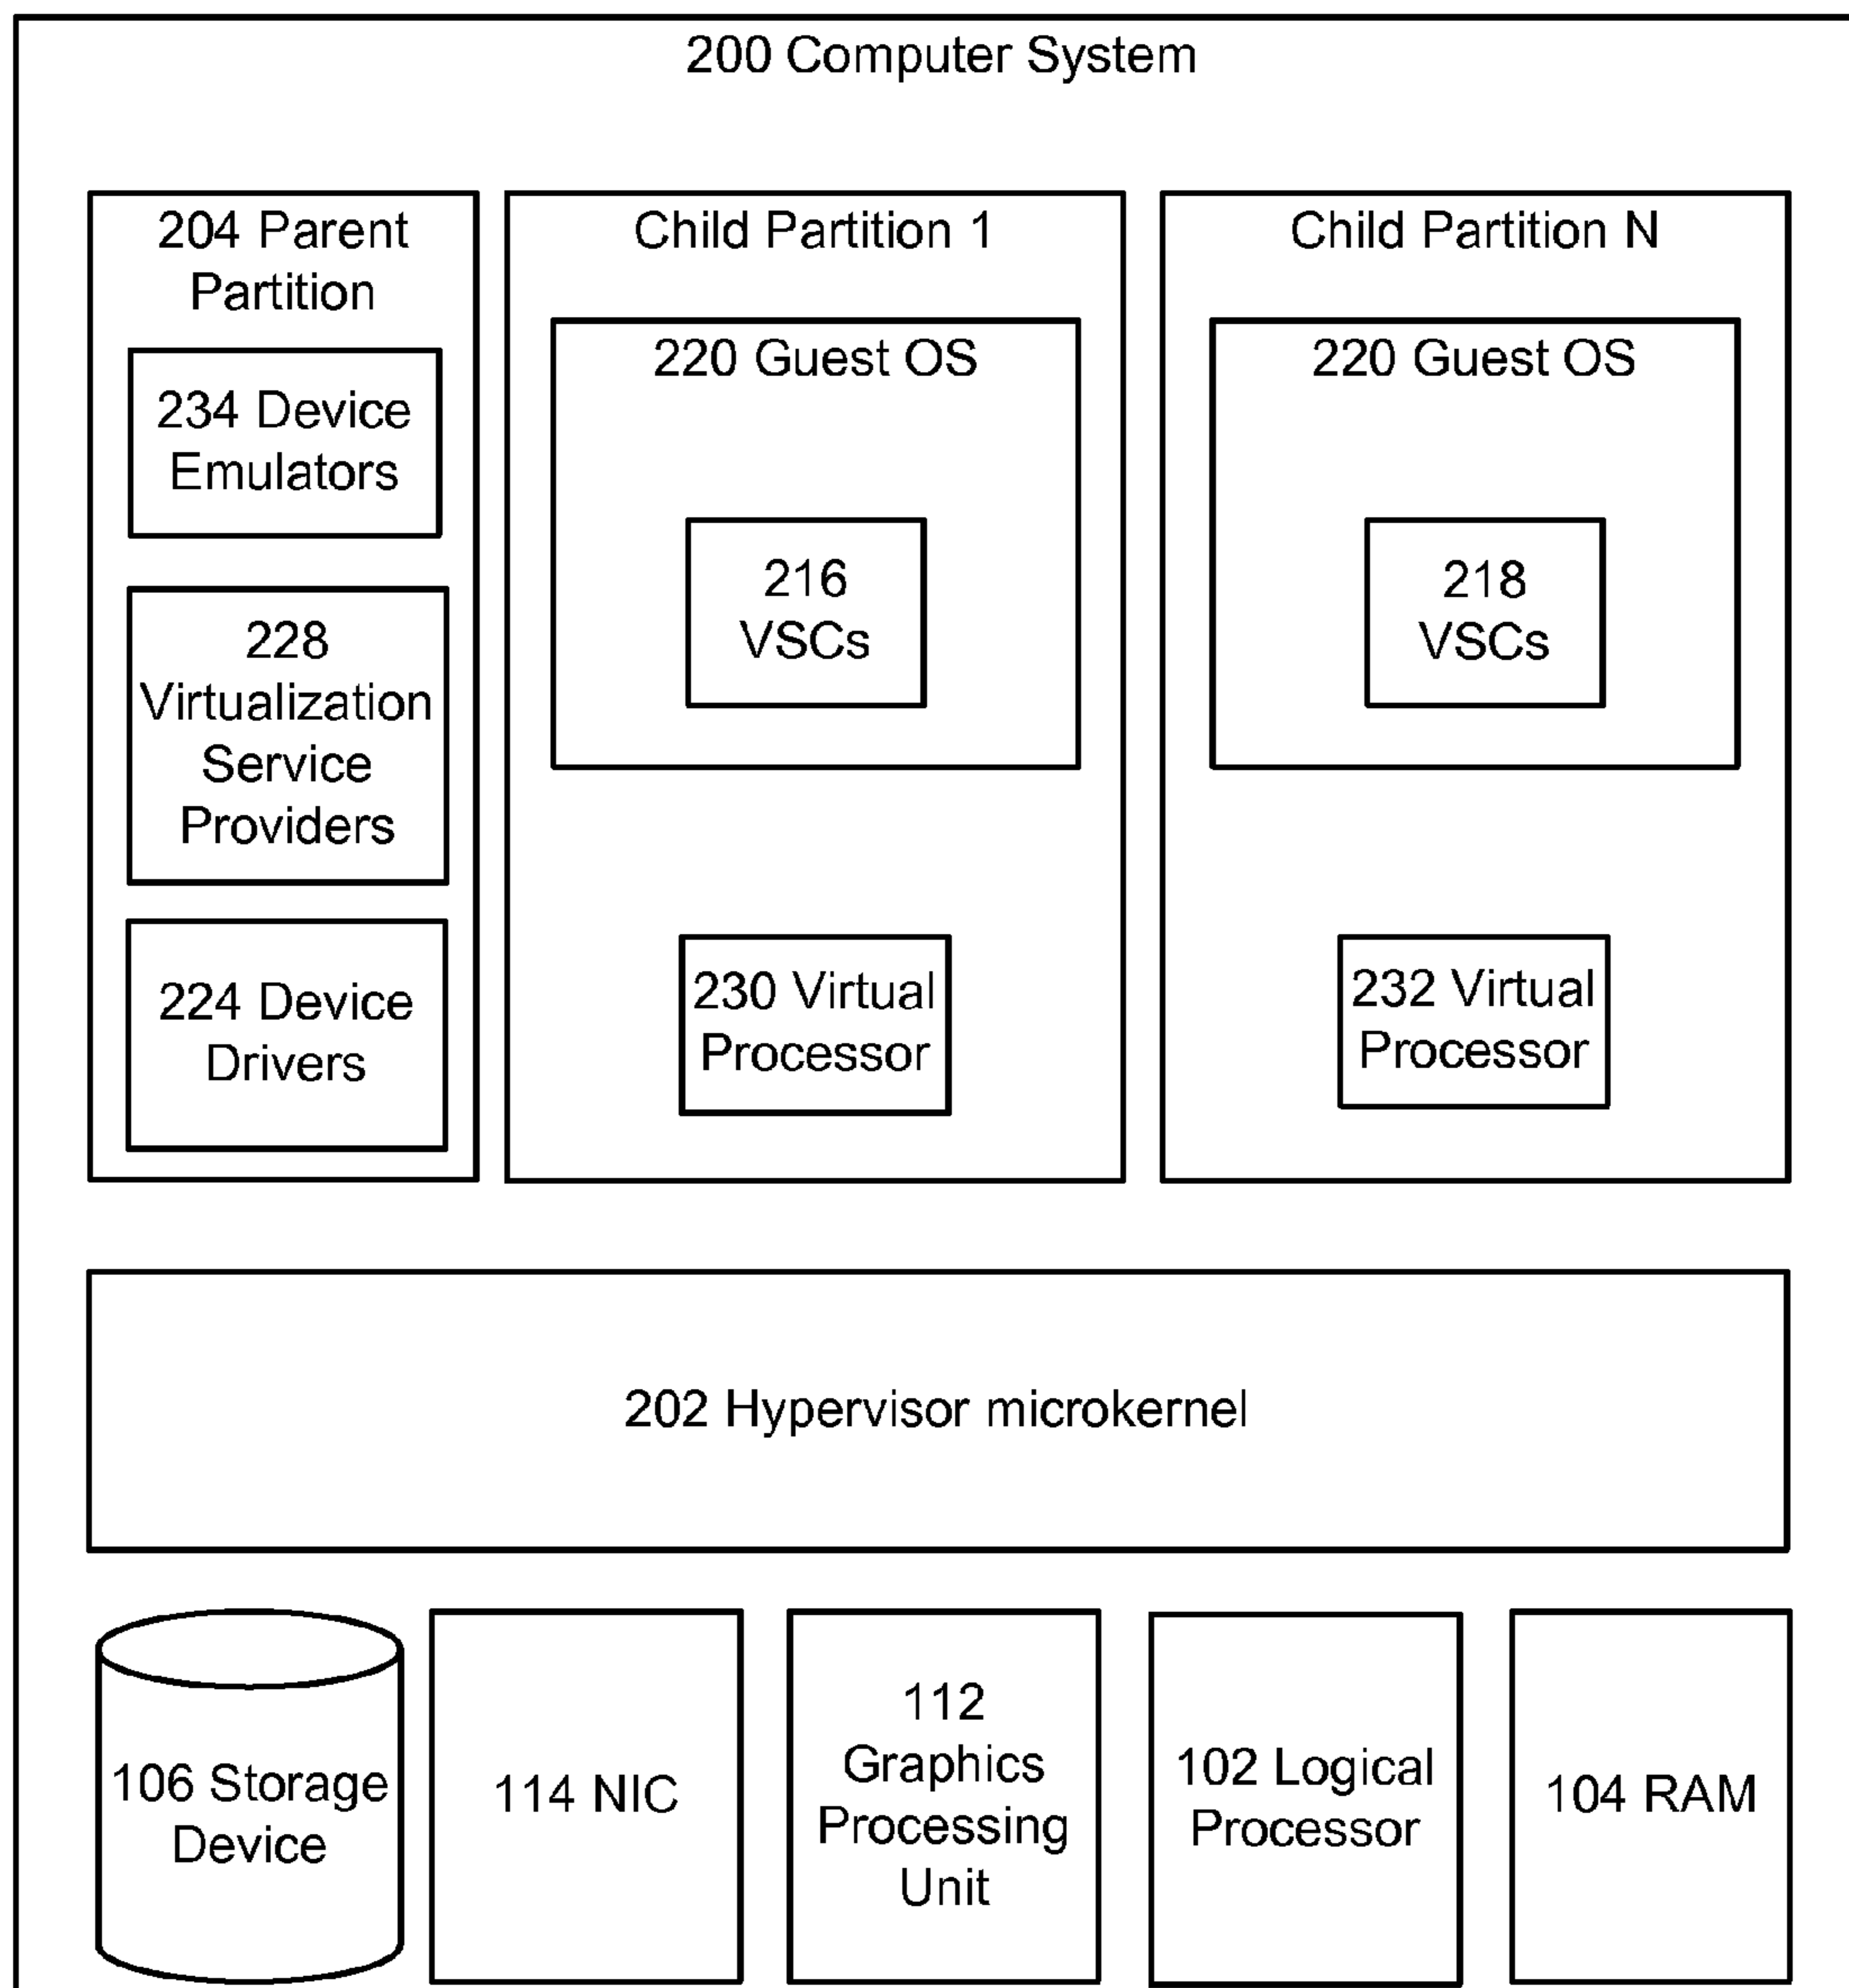 200 Computer System
204 Parent
Partition
234 Device
Emulators
228
Virtualization
Service
Providers
224 Device
Drivers
Child Partition 1
220 Guest OS
216
VSCs
230 Virtual
Processor
Child Partition N
220 Guest OS
218
VSCs
232 Virtual
Processor
202 Hypervisor microkernel
106 Storage
Device
114 NIC
112
Graphics
Processing
Unit
102 Logical
Processor
104 RAM